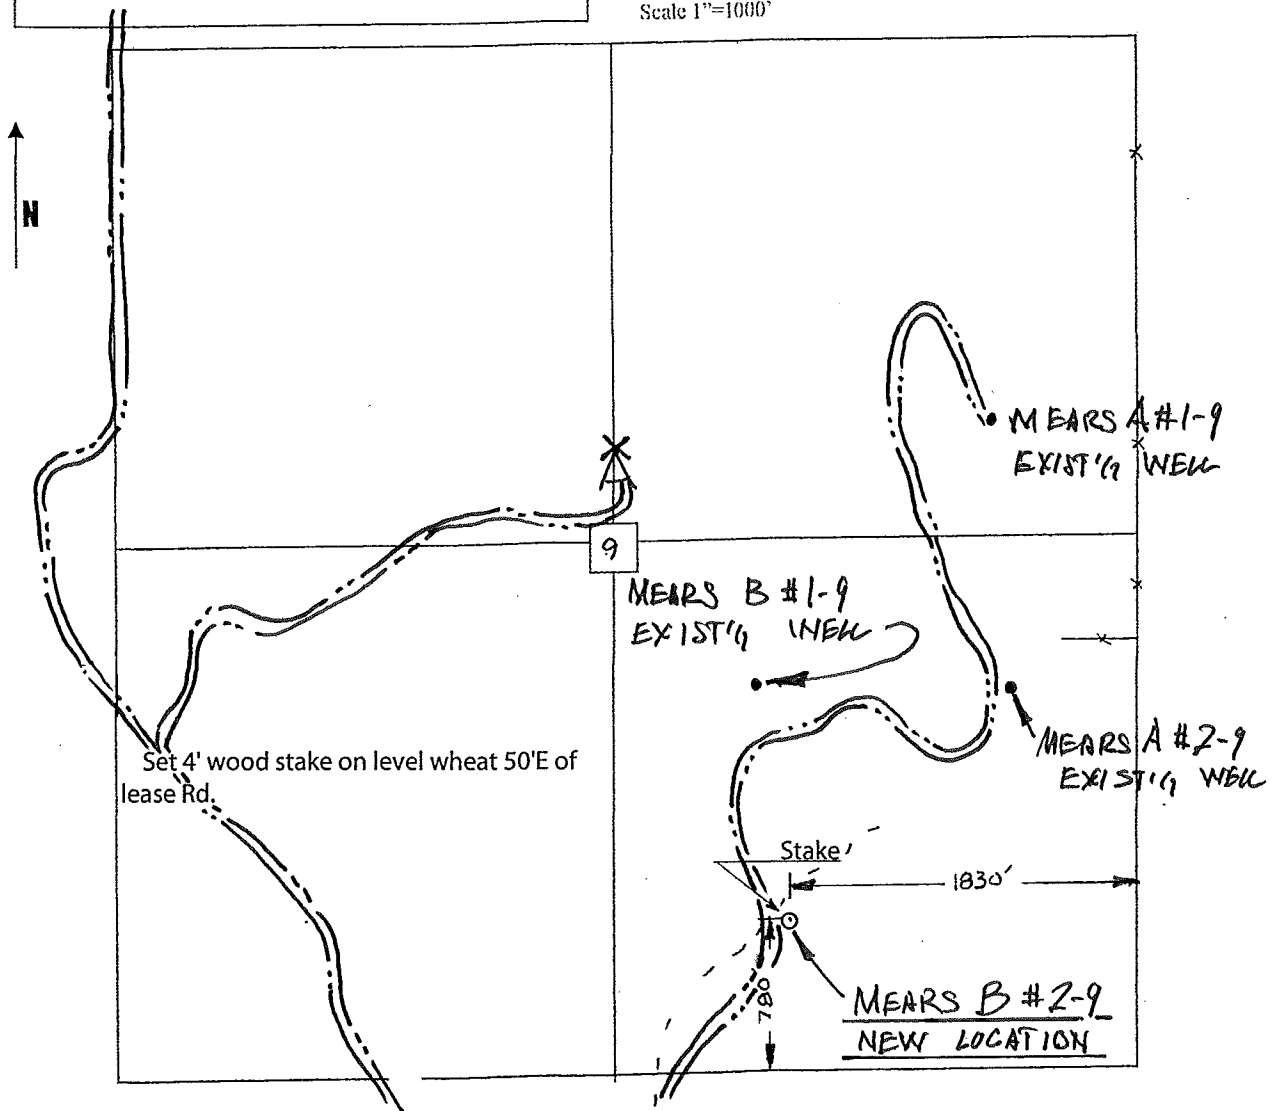 Scale 1"=1000'
N
MEARS A #1-9
EXIST'G WELL
9
MEARS B #1-9
EXIST'G WELL
MEARS A #2-9
EXIST'G WELL
Set 4' wood stake on level wheat 50'E of
lease Rd.
Stake
1830'
780'
MEARS B #2-9
NEW LOCATION